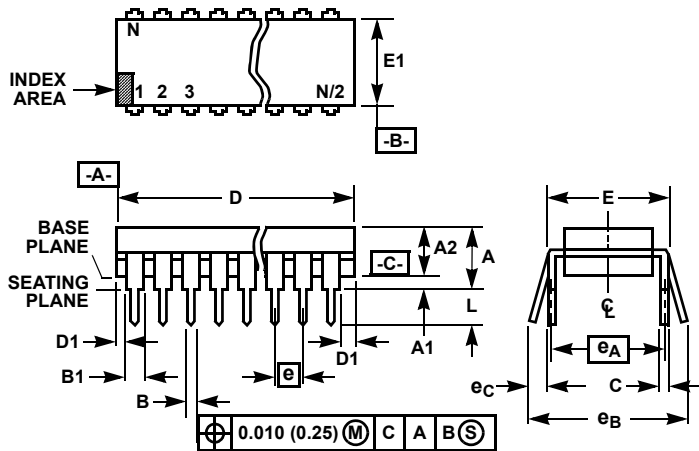 N
INDEX
AREA
1 2 3 N/2
E1
-B-
-A-
D
E
BASE
PLANE
A2
A
-C-
SEATING
PLANE
L
C
L
D1
A1
D1
e
eA
B1
B
eC
C
eB
0.010 (0.25) M C A B S